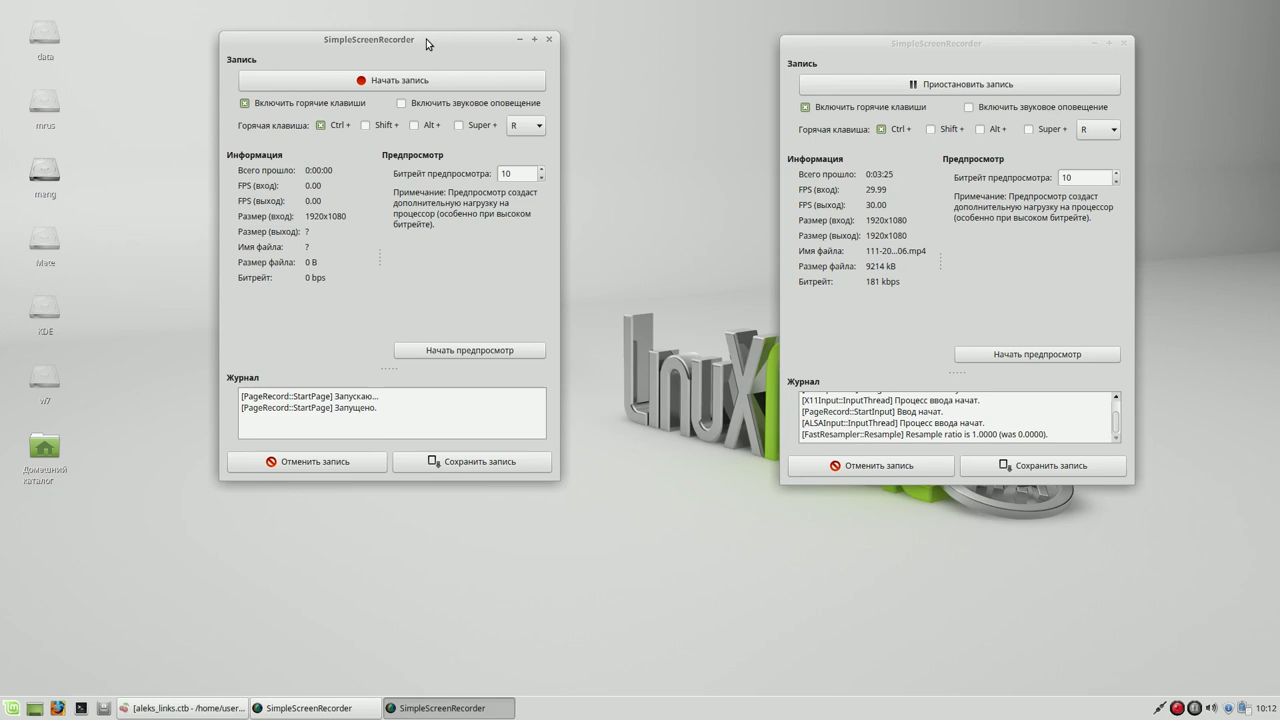 data
mrus
mang
Mate
KDE
w7
Домашний
каталог
SimpleScreenRecorder
Запись
Начать запись
Включить горячие клавиши
Включить звуковое оповещение
Горячая клавиша: Ctrl + Shift + Alt + Super + R
Информация
Всего прошло: 0:00:00
FPS (вход): 0.00
FPS (выход): 0.00
Размер (вход): 1920x1080
Размер (выход): ?
Имя файла: ?
Размер файла: 0 B
Битрейт: 0 bps
Предпросмотр
Битрейт предпросмотра: 10
Примечание: Предпросмотр создаст
дополнительную нагрузку на
процессор (особенно при высоком
битрейте).
Начать предпросмотр
Журнал
[PageRecord::StartPage] Запускаю...
[PageRecord::StartPage] Запущено.
Отменить запись
Сохранить запись
SimpleScreenRecorder
Запись
Приостановить запись
Включить горячие клавиши
Включить звуковое оповещение
Горячая клавиша: Ctrl + Shift + Alt + Super + R
Информация
Всего прошло: 0:03:25
FPS (вход): 29.99
FPS (выход): 30.00
Размер (вход): 1920x1080
Размер (выход): 1920x1080
Имя файла: 111-20...06.mp4
Размер файла: 9214 kB
Битрейт: 181 kbps
Предпросмотр
Битрейт предпросмотра: 10
Примечание: Предпросмотр создаст
дополнительную нагрузку на процессор
(особенно при высоком битрейте).
Начать предпросмотр
Журнал
[X11Input::InputThread] Процесс ввода начат.
[PageRecord::StartInput] Ввод начат.
[ALSAInput::InputThread] Процесс ввода начат.
[FastResampler::Resample] Resample ratio is 1.0000 (was 0.0000).
Отменить запись
Сохранить запись
LinuX
[aleks_links.ctb - /home/user...
SimpleScreenRecorder
SimpleScreenRecorder
10:12